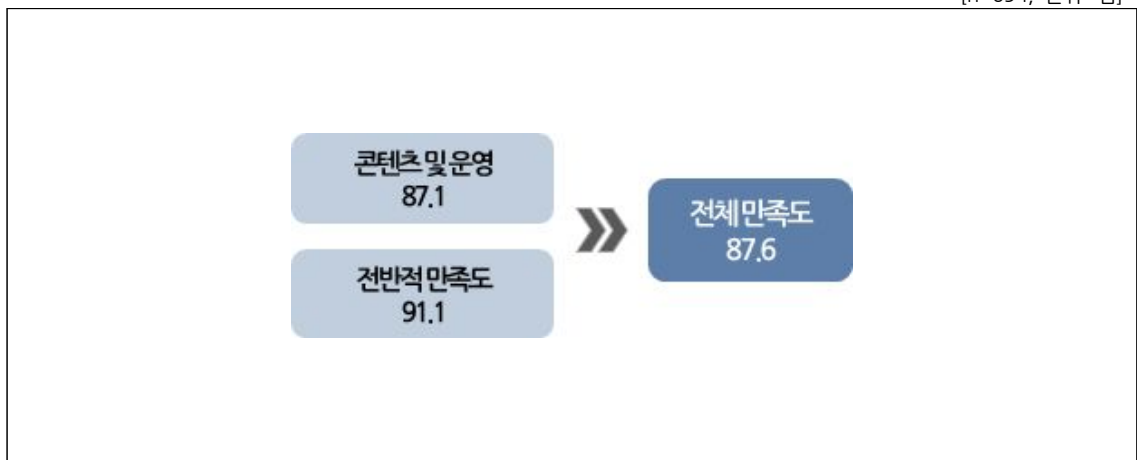 콘텐츠 및 운영
87.1
전반적 만족도
91.1
전체 만족도
87.6